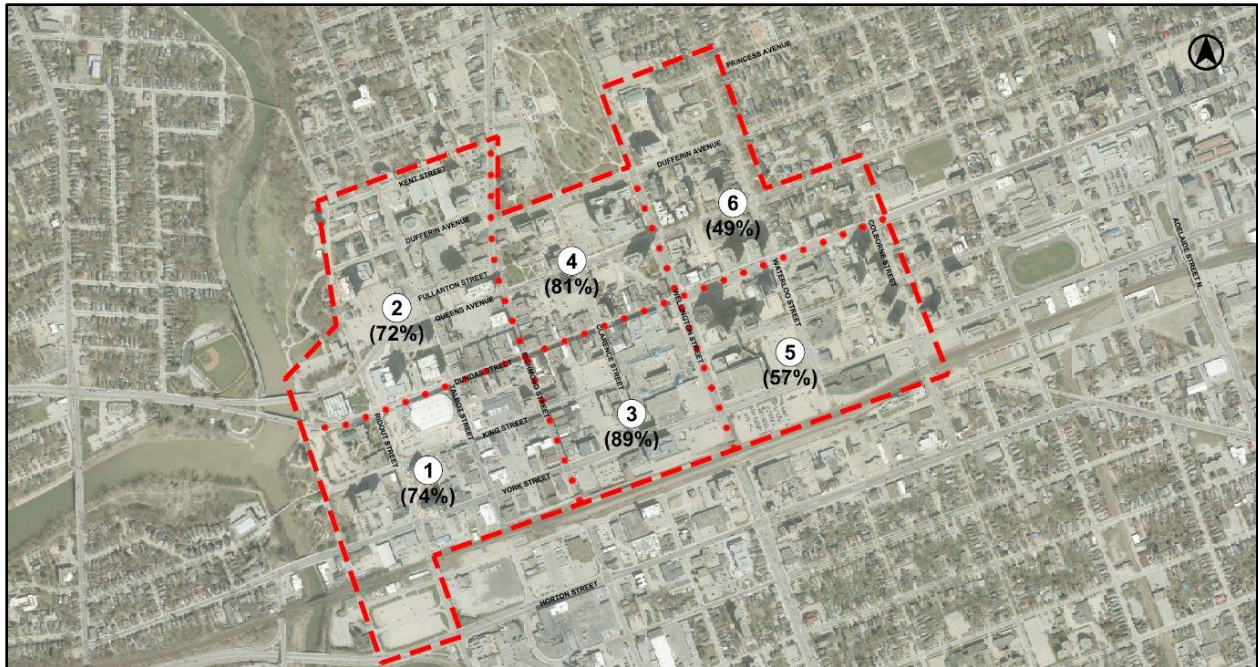 PRINCESS AVENUE
DUFFERIN AVENUE
KENT STREET
DUFFERIN AVENUE
6
(49%)
COLBORNE STREET
ADELAIDE STREET N.
4
(81%)
WATERLOO STREET
FULLARTON STREET
QUEENS AVENUE
2
(72%)
WELLINGTON STREET
CLARENCE STREET
5
(57%)
DUNDAS STREET
RICHMOND STREET
TALBOT STREET
RIDOUT STREET
KING STREET
3
(89%)
1
(74%)
YORK STREET
HORTON STREET